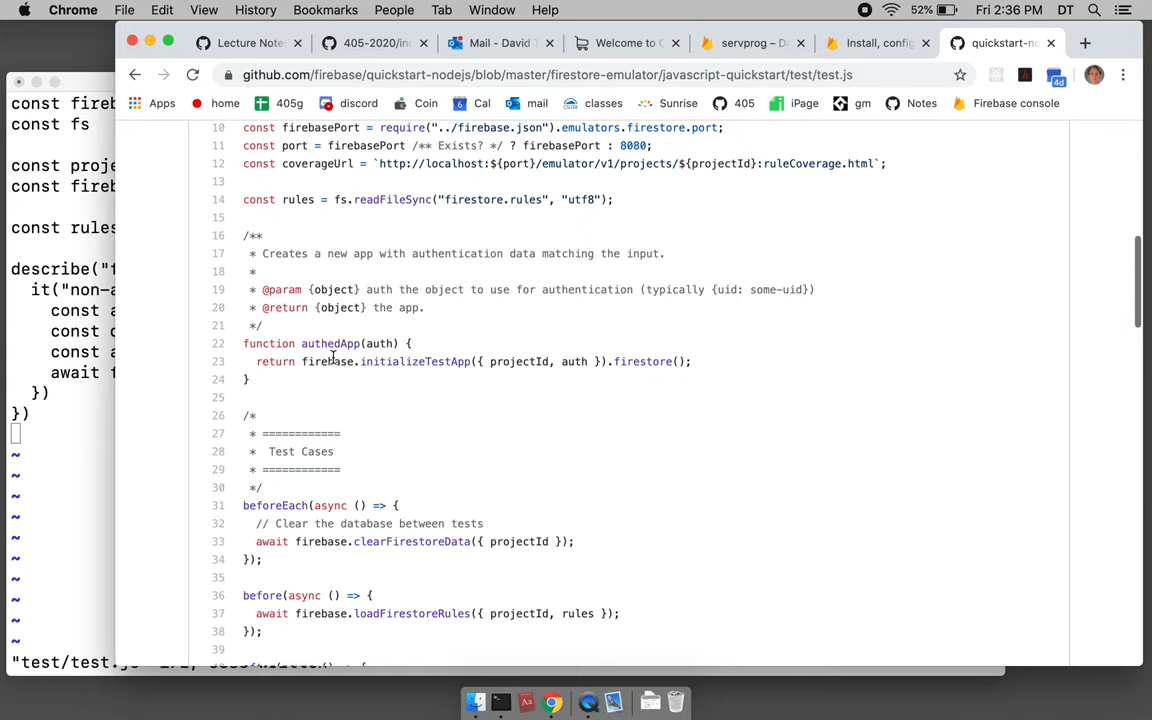 Chrome File Edit View History Bookmarks People Tab Window Help 52% Fri 2:36 PM DT
Lecture Note × 405-2020/in × Mail - David T × Welcome to C × servprog – D × Install, config × quickstart-n × +
github.com/firebase/quickstart-nodejs/blob/master/firestore-emulator/javascript-quickstart/test/test.js
Apps home 405g discord Coin 6 Cal mail classes Sunrise 405 iPage gm Notes Firebase console 4d
const fireb
const fs
const proje
const fireb
const rules
describe("f
it("non-a
const a
const d
const a
await f
})
})
~
~
~
~
~
~
~
~
~
~
"test/test.js"
10 const firebasePort = require("../firebase.json").emulators.firestore.port;
11 const port = firebasePort /** Exists? */ ? firebasePort : 8080;
12 const coverageUrl = `http://localhost:${port}/emulator/v1/projects/${projectId}:ruleCoverage.html`;
13
14 const rules = fs.readFileSync("firestore.rules", "utf8");
15
16 /**
17 * Creates a new app with authentication data matching the input.
18 *
19 * @param {object} auth the object to use for authentication (typically {uid: some-uid})
20 * @return {object} the app.
21 */
22 function authedApp(auth) {
23 return firebase.initializeTestApp({ projectId, auth }).firestore();
24 }
25
26 /*
27 * ============
28 * Test Cases
29 * ============
30 */
31 beforeEach(async () => {
32 // Clear the database between tests
33 await firebase.clearFirestoreData({ projectId });
34 });
35
36 before(async () => {
37 await firebase.loadFirestoreRules({ projectId, rules });
38 });
39